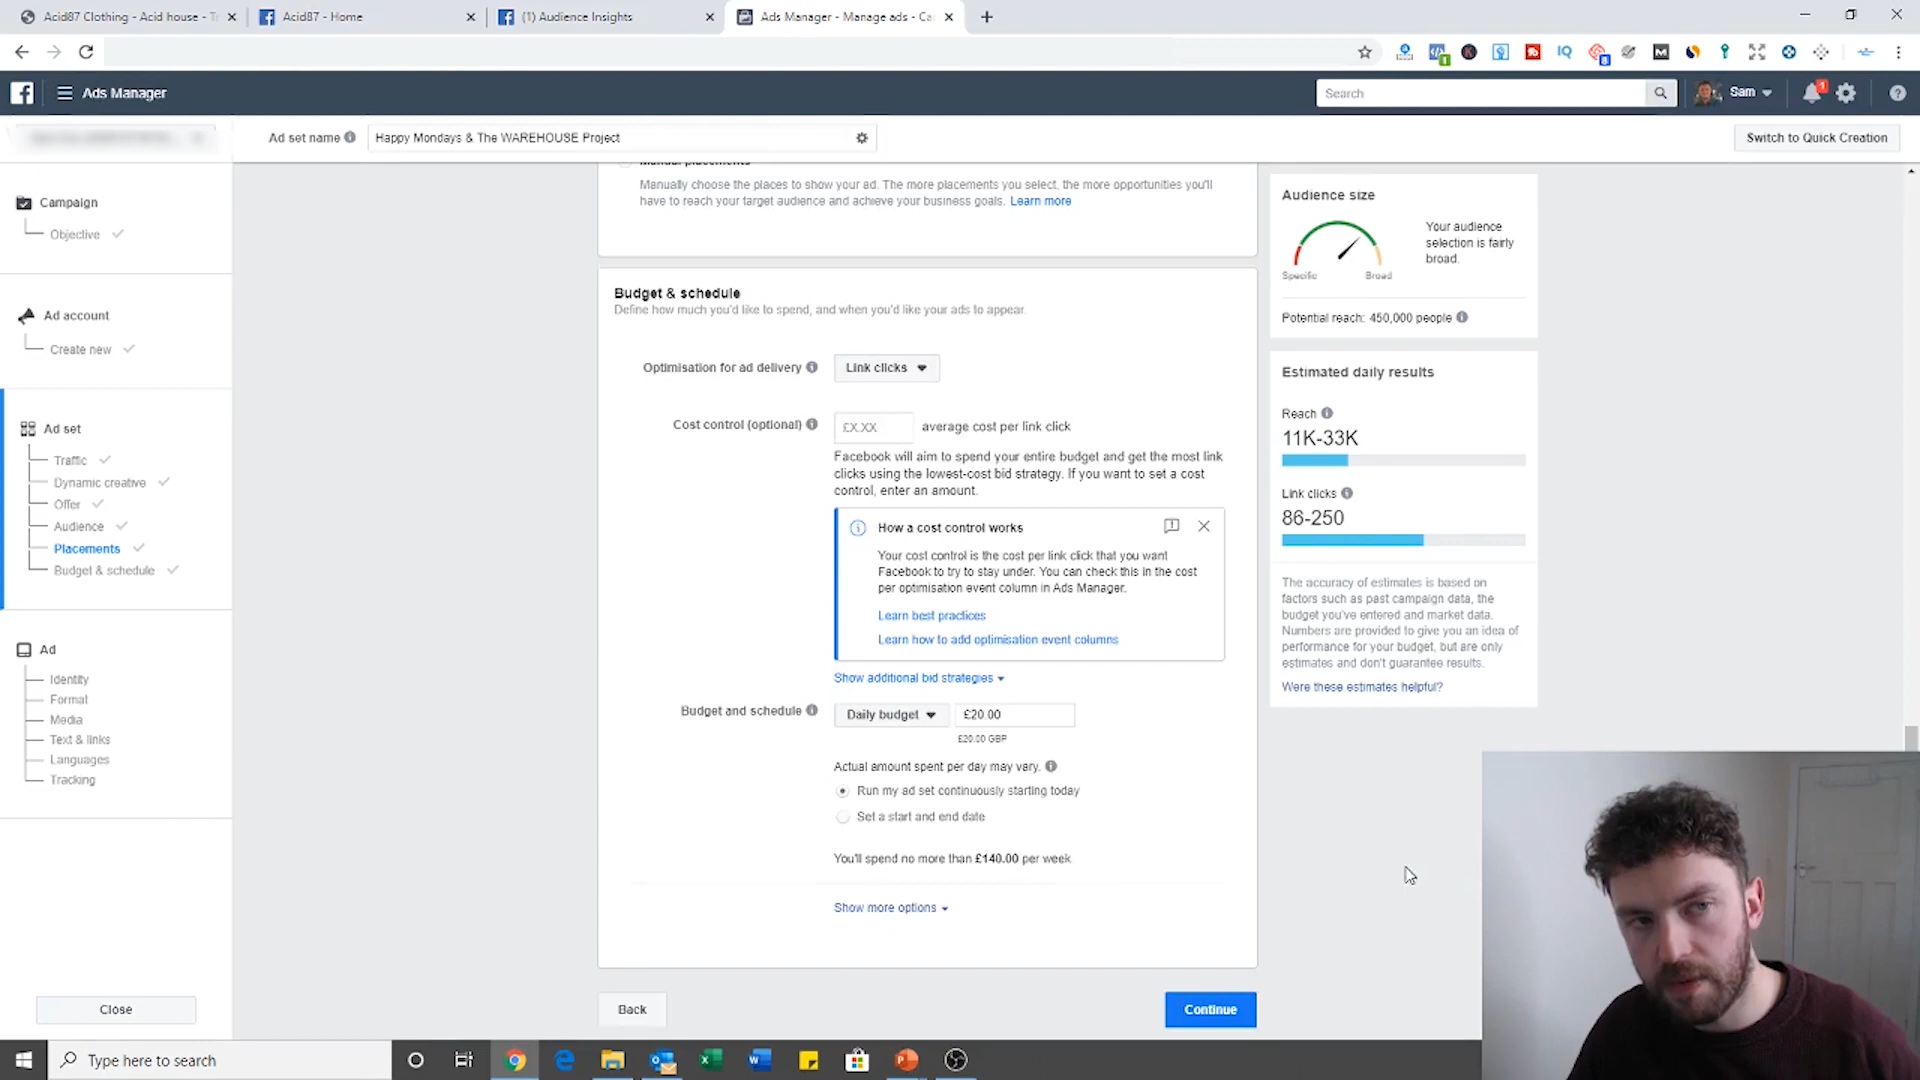 Acid87 Clothing - Acid house - Tr
Acid87 - Home
(1) Audience Insights
Ads Manager - Manage ads - Ca
Ads Manager
Search
Sam
1
Ad set name
Happy Mondays & The WAREHOUSE Project
Switch to Quick Creation
Campaign
Objective
Ad account
Create new
Ad set
Traffic
Dynamic creative
Offer
Audience
Placements
Budget & schedule
Ad
Identity
Format
Media
Text & links
Languages
Tracking
Close
Manual placements
Manually choose the places to show your ad. The more placements you select, the more opportunities you'll
have to reach your target audience and achieve your business goals. Learn more
Budget & schedule
Define how much you'd like to spend, and when you'd like your ads to appear.
Optimisation for ad delivery
Link clicks
Cost control (optional)
£X.XX
average cost per link click
Facebook will aim to spend your entire budget and get the most link
clicks using the lowest-cost bid strategy. If you want to set a cost
control, enter an amount.
How a cost control works
Your cost control is the cost per link click that you want
Facebook to try to stay under. You can check this in the cost
per optimisation event column in Ads Manager.
Learn best practices
Learn how to add optimisation event columns
Show additional bid strategies
Budget and schedule
Daily budget
£20.00
£20.00 GBP
Actual amount spent per day may vary.
Run my ad set continuously starting today
Set a start and end date
You'll spend no more than £140.00 per week.
Show more options
Back
Continue
Audience size
Specific
Broad
Your audience
selection is fairly
broad.
Potential reach: 450,000 people
Estimated daily results
Reach
11K-33K
Link clicks
86-250
The accuracy of estimates is based on
factors such as past campaign data, the
budget you've entered and market data.
Numbers are provided to give you an idea of
performance for your budget, but are only
estimates and don't guarantee results.
Were these estimates helpful?
Type here to search